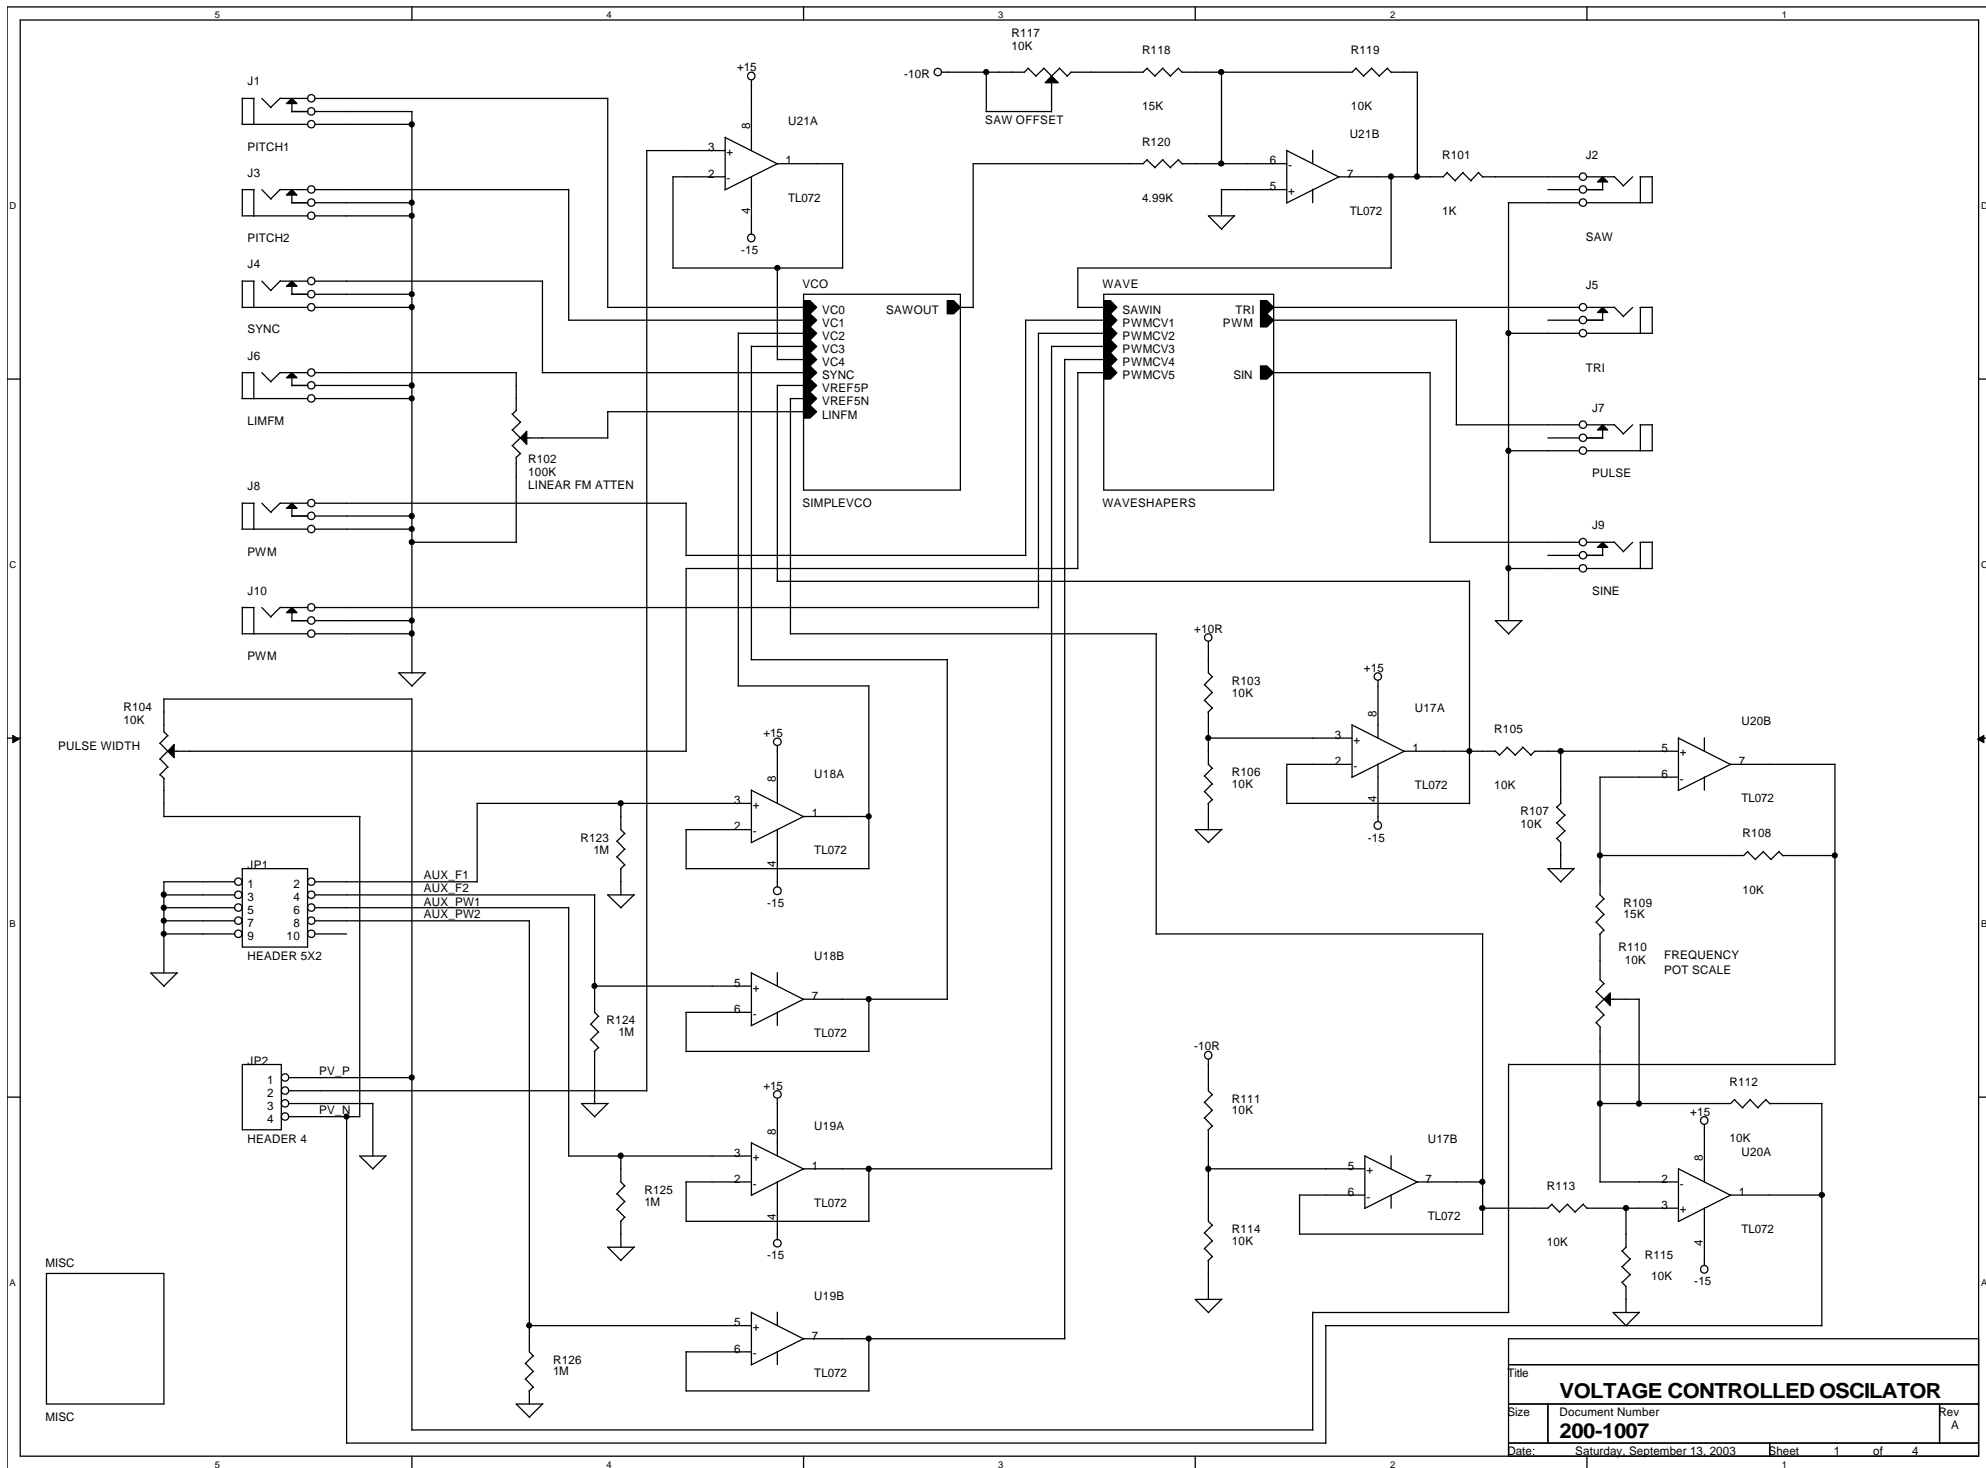 5 4 3 2 1
R117
10K
R118
R119
-10R
15K
10K
SAW OFFSET
J1
PITCH1
+15
8
U21A
3
+
1
2
-
TL072
4
-15
R120
4.99K
U21B
6
-
7
5
+
TL072
R101
1K
J2
SAW
J3
PITCH2
D
D
J4
SYNC
VCO
VC0
VC1
VC2
VC3
VC4
SYNC
VREF5P
VREF5N
LINFM
SAWOUT
SIMPLEVCO
WAVE
SAWIN
PWMCV1
PWMCV2
PWMCV3
PWMCV4
PWMCV5
TRI
PWM
SIN
WAVESHAPERS
J5
TRI
J6
LIMFM
R102
100K
LINEAR FM ATTEN
J7
PULSE
J8
PWM
J9
SINE
C
C
J10
PWM
R104
10K
PULSE WIDTH
+10R
R103
10K
R106
10K
+15
8
U17A
3
+
1
2
-
TL072
4
-15
R105
10K
R107
10K
U20B
5
+
7
6
-
TL072
R108
10K
R109
15K
R110
10K
FREQUENCY
POT SCALE
+15
8
U18A
3
+
1
2
-
TL072
4
-15
R123
1M
JP1
1 2
3 4
5 6
7 8
9 10
HEADER 5X2
AUX_F1
AUX_F2
AUX_PW1
AUX_PW2
B
B
U18B
5
+
7
6
-
TL072
R124
1M
JP2
1
2
3
4
HEADER 4
PV_P
PV_N
+15
8
U19A
3
+
1
2
-
TL072
4
-15
R125
1M
-10R
R111
10K
R114
10K
U17B
5
+
7
6
-
TL072
R112
10K
+15
8
U20A
2
-
1
3
+
TL072
4
-15
R113
10K
R115
10K
MISC
MISC
A
A
U19B
5
+
7
6
-
TL072
R126
1M
Title
VOLTAGE CONTROLLED OSCILATOR
Size Document Number Rev
200-1007 A
Date: Saturday, September 13, 2003 Sheet 1 of 4
5 4 3 2 1